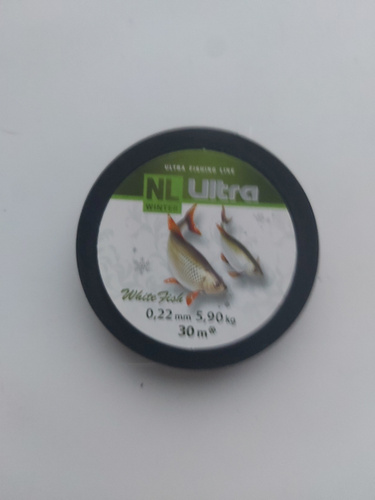 ULTRA FISHING LINE
NL Ultra
WINTER
White Fish
0,22 mm 5,90 kg
30 m®